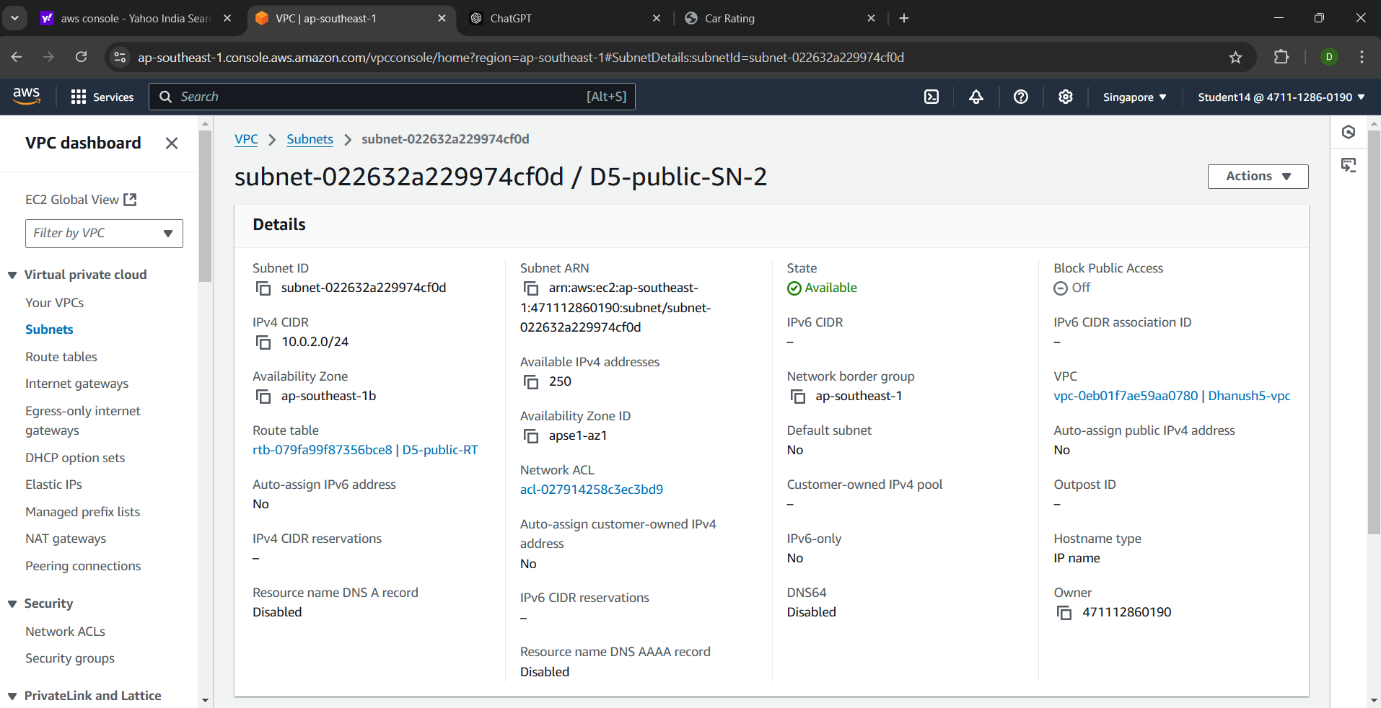 aws console - Yahoo India Sear
VPC | ap-southeast-1
ChatGPT
Car Rating
ap-southeast-1.console.aws.amazon.com/vpcconsole/home?region=ap-southeast-1#SubnetDetails:subnetId=subnet-022632a229974cf0d
D
aws
Services
Search
[Alt+S]
Singapore
Student14 @ 4711-1286-0190
VPC dashboard
EC2 Global View
Filter by VPC
Virtual private cloud
Your VPCs
Subnets
Route tables
Internet gateways
Egress-only internet
gateways
DHCP option sets
Elastic IPs
Managed prefix lists
NAT gateways
Peering connections
Security
Network ACLs
Security groups
PrivateLink and Lattice
VPC > Subnets > subnet-022632a229974cf0d
subnet-022632a229974cf0d / D5-public-SN-2
Actions
Details
Subnet ID
subnet-022632a229974cf0d
IPv4 CIDR
10.0.2.0/24
Availability Zone
ap-southeast-1b
Route table
rtb-079fa99f87356bce8 | D5-public-RT
Auto-assign IPv6 address
No
IPv4 CIDR reservations
–
Resource name DNS A record
Disabled
Subnet ARN
arn:aws:ec2:ap-southeast-
1:471112860190:subnet/subnet-
022632a229974cf0d
Available IPv4 addresses
250
Availability Zone ID
apse1-az1
Network ACL
acl-027914258c3ec3bd9
Auto-assign customer-owned IPv4
address
No
IPv6 CIDR reservations
–
Resource name DNS AAAA record
Disabled
State
Available
IPv6 CIDR
–
Network border group
ap-southeast-1
Default subnet
No
Customer-owned IPv4 pool
–
IPv6-only
No
DNS64
Disabled
Block Public Access
Off
IPv6 CIDR association ID
–
VPC
vpc-0eb01f7ae59aa0780 | Dhanush5-vpc
Auto-assign public IPv4 address
No
Outpost ID
–
Hostname type
IP name
Owner
471112860190